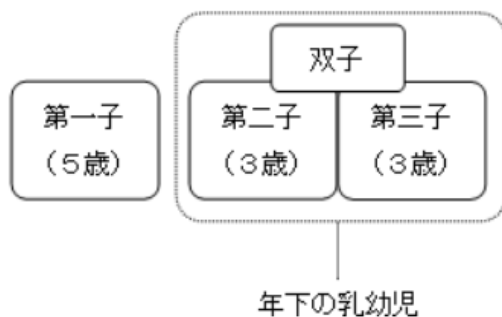 双子
第一子
（５歳）
第二子
（３歳）
第三子
（３歳）
年下の乳幼児